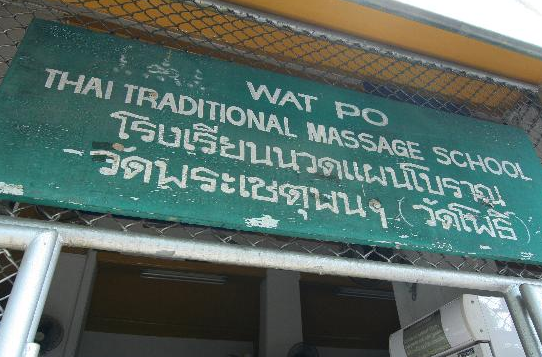 WAT PO
THAI TRADITIONAL MASSAGE SCHOOL
โรงเรียนนวดแผนโบราณ
วัดพระเชตุพนฯ (วัดโพธิ์)